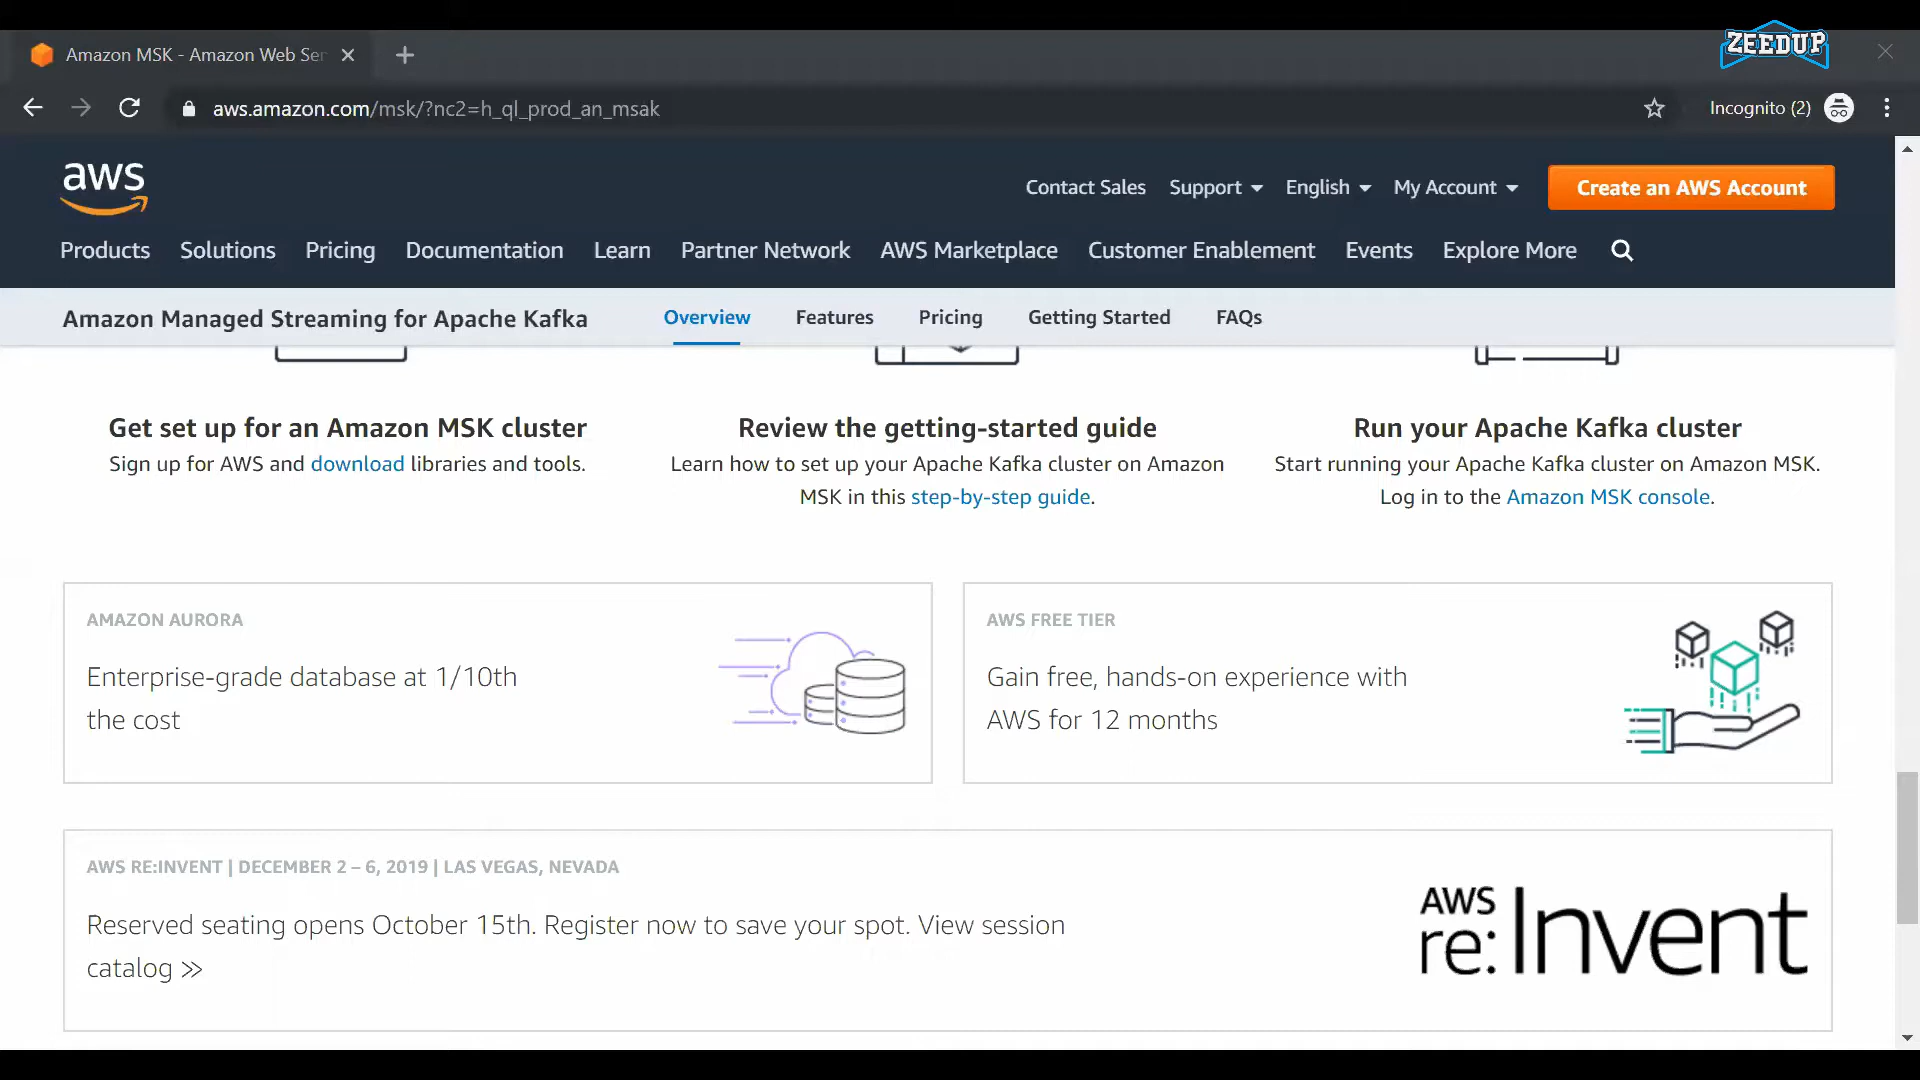 Amazon MSK - Amazon Web Ser
ZEEDUP
aws.amazon.com/msk/?nc2=h_ql_prod_an_msak
Incognito (2)
aws
Contact Sales Support English My Account Create an AWS Account
Products Solutions Pricing Documentation Learn Partner Network AWS Marketplace Customer Enablement Events Explore More
Amazon Managed Streaming for Apache Kafka Overview Features Pricing Getting Started FAQs
Get set up for an Amazon MSK cluster
Sign up for AWS and download libraries and tools.
Review the getting-started guide
Learn how to set up your Apache Kafka cluster on Amazon
MSK in this step-by-step guide.
Run your Apache Kafka cluster
Start running your Apache Kafka cluster on Amazon MSK.
Log in to the Amazon MSK console.
AMAZON AURORA
Enterprise-grade database at 1/10th
the cost
AWS FREE TIER
Gain free, hands-on experience with
AWS for 12 months
AWS RE:INVENT | DECEMBER 2 – 6, 2019 | LAS VEGAS, NEVADA
Reserved seating opens October 15th. Register now to save your spot. View session
catalog >>
AWS
re:Invent